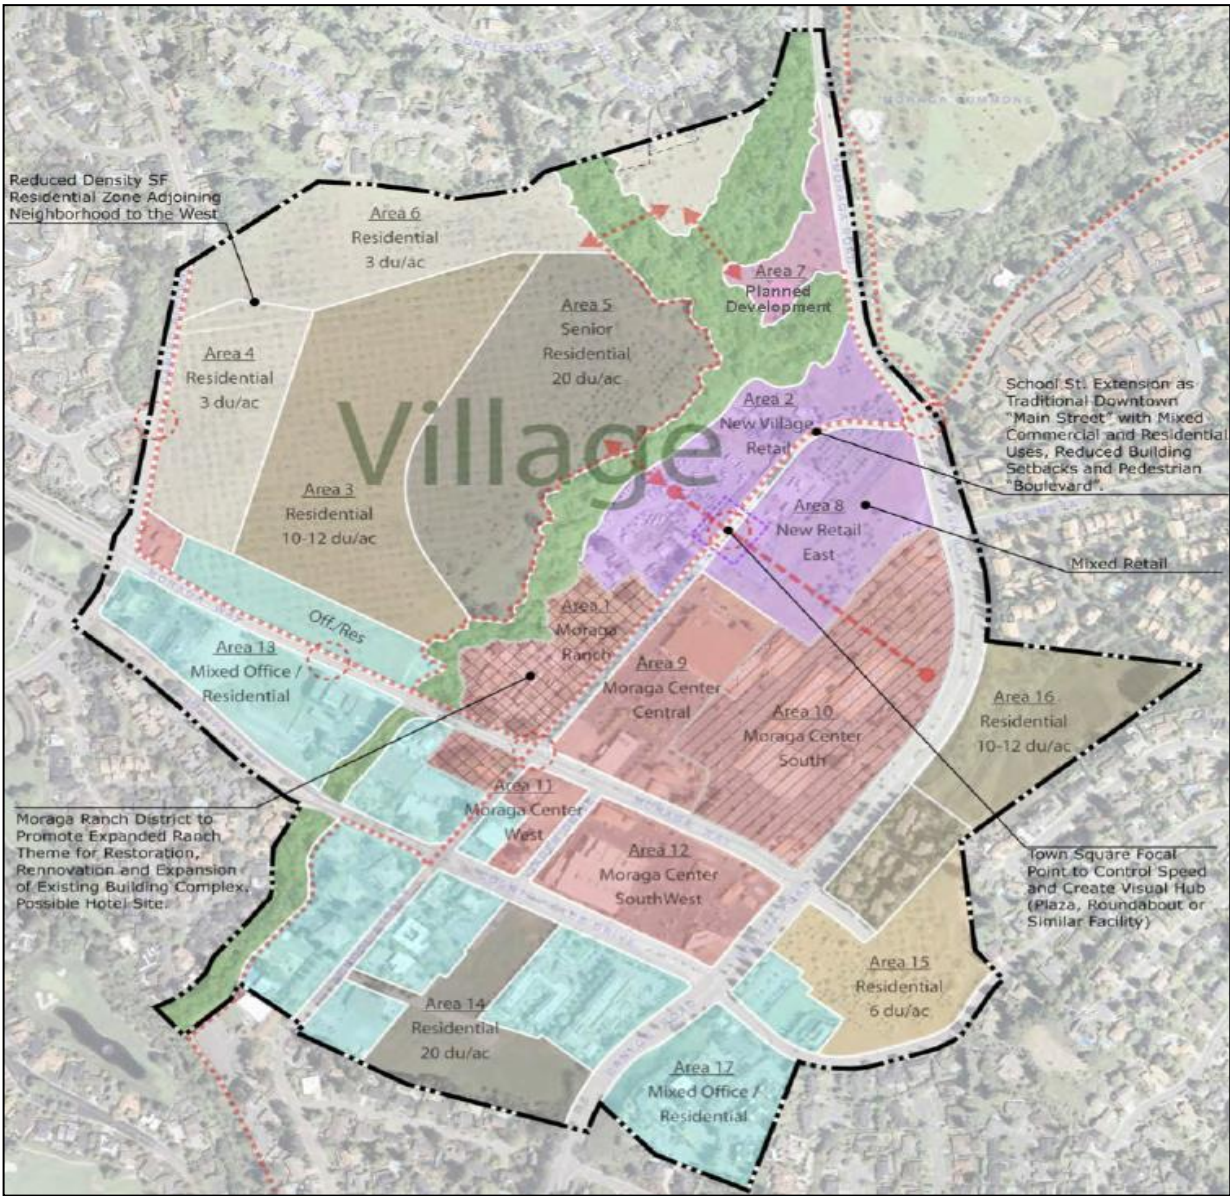 MORAGA COMMONS
Reduced Density SF
Residential Zone Adjoining
Neighborhood to the West
Area 6
Residential
3 du/ac
Area 7
Planned
Development
Area 5
Senior
Residential
20 du/ac
Area 4
Residential
3 du/ac
School St. Extension as
Traditional Downtown
"Main Street" with Mixed
Commercial and Residential
Uses, Reduced Building
Setbacks and Pedestrian
"Boulevard".
Area 2
New Village
Retail
Village
Area 3
Residential
10-12 du/ac
Area 8
New Retail
East
Mixed Retail
Off./Res
Area 1
Moraga
Ranch
Area 13
Mixed Office /
Residential
Area 9
Moraga Center
Central
Area 10
Moraga Center
South
Area 16
Residential
10-12 du/ac
Area 11
Moraga Center
West
Moraga Ranch District to
Promote Expanded Ranch
Theme for Restoration,
Rennovation and Expansion
of Existing Building Complex.
Possible Hotel Site.
Area 12
Moraga Center
SouthWest
Town Square Focal
Point to Control Speed
and Create Visual Hub
(Plaza, Roundabout or
Similar Facility)
Area 15
Residential
6 du/ac
Area 14
Residential
20 du/ac
Area 17
Mixed Office /
Residential